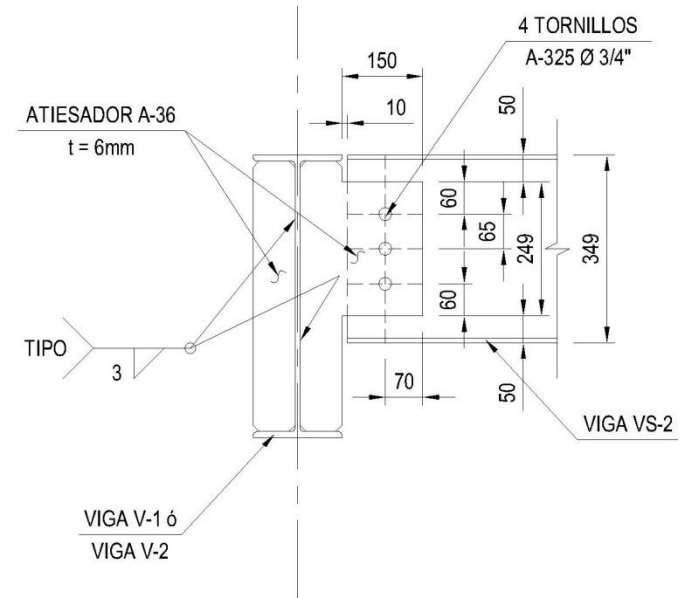 4 TORNILLOS
A-325 Ø 3/4"
150
10
50
ATIESADOR A-36
t = 6mm
60
65
249
349
60
70
50
TIPO
3
VIGA VS-2
VIGA V-1 ó
VIGA V-2